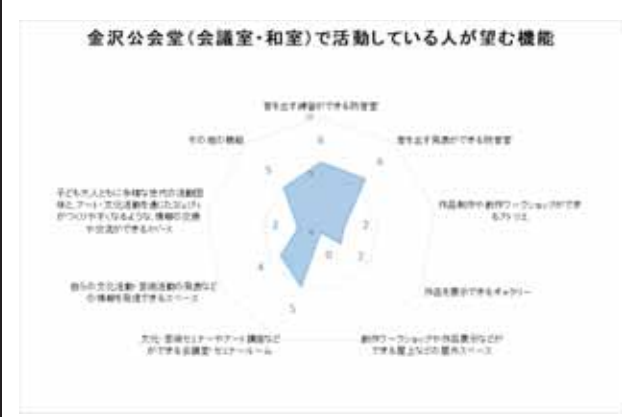 金沢公会堂(会議室・和室)で活動している人が望む機能
音を出す練習ができる防音室
音を出す発表ができる防音室
作品制作や創作ワークショップができ
るアトリエ
作品を展示できるギャラリー
創作ワークショップや作品展示などが
できる屋上などの屋外スペース
文化・芸術セミナーやアート講座など
ができる会議室・セミナールーム
自らの文化活動・芸術活動の発表など
の情報を発信できるスペース
子ども大人ともに多様な世代の活動団
体と、アート・文化活動を通じたコミュニティ
がつくりやすくなるような、情報の交換
や交流ができるスペース
その他の機能
6
6
2
2
0
5
4
2
5